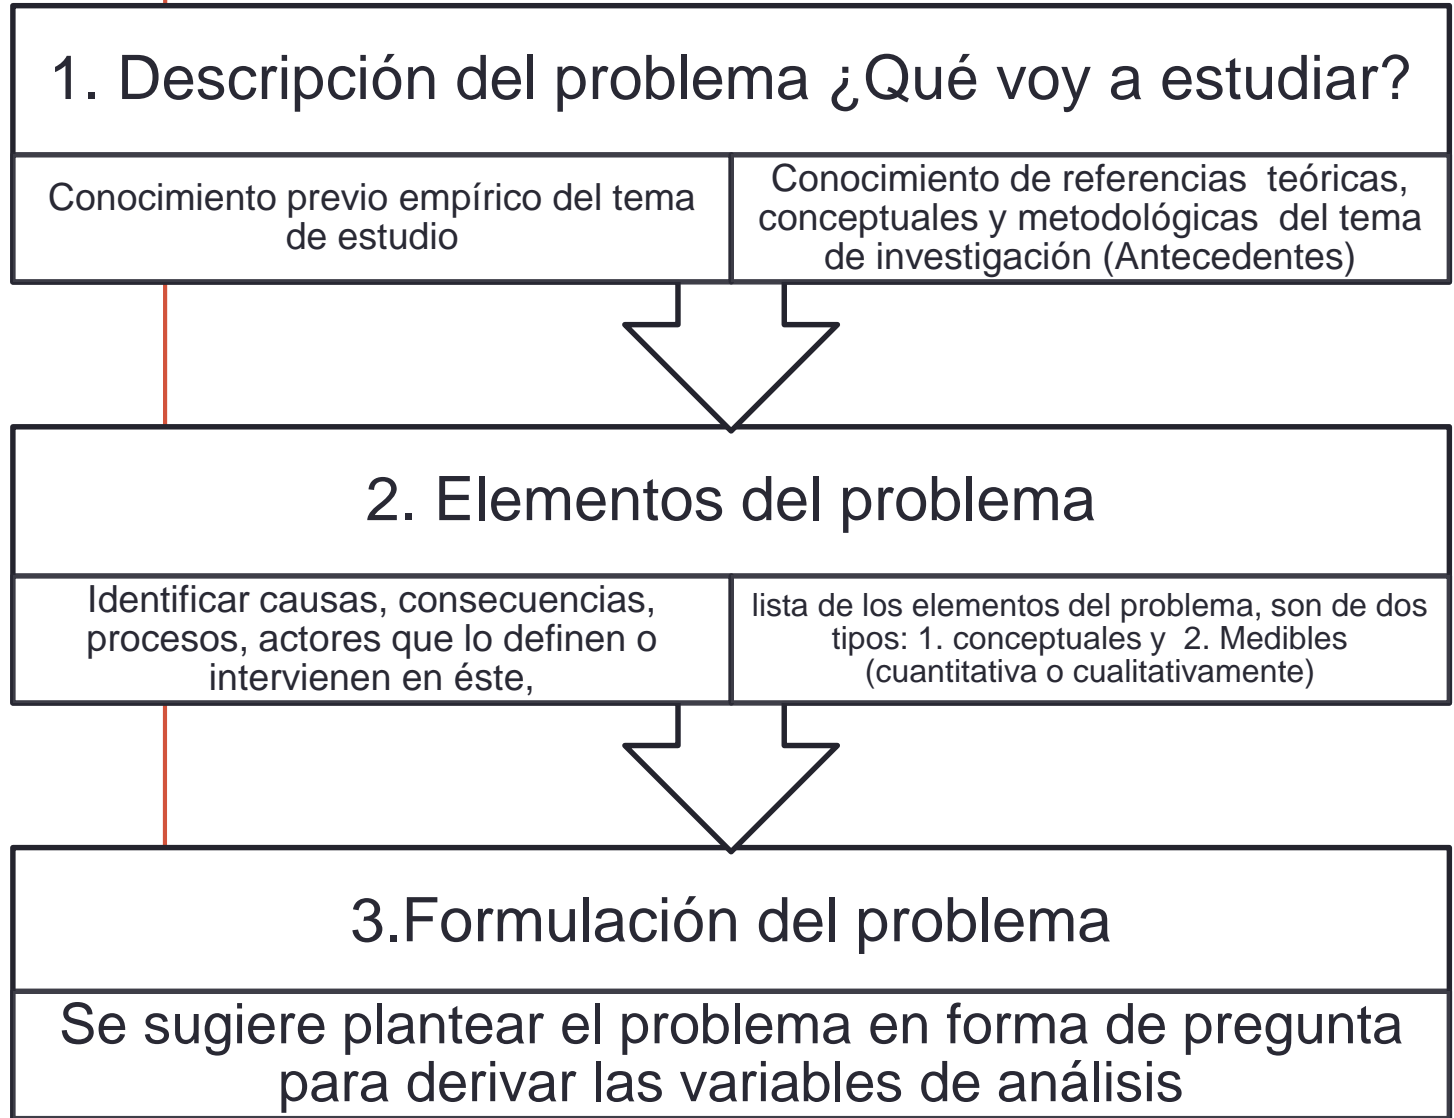 1. Descripción del problema ¿Qué voy a estudiar?
Conocimiento previo empírico del tema
de estudio
Conocimiento de referencias teóricas,
conceptuales y metodológicas del tema
de investigación (Antecedentes)
2. Elementos del problema
Identificar causas, consecuencias,
procesos, actores que lo definen o
intervienen en éste,
lista de los elementos del problema, son de dos
tipos: 1. conceptuales y 2. Medibles
(cuantitativa o cualitativamente)
3.Formulación del problema
Se sugiere plantear el problema en forma de pregunta
para derivar las variables de análisis